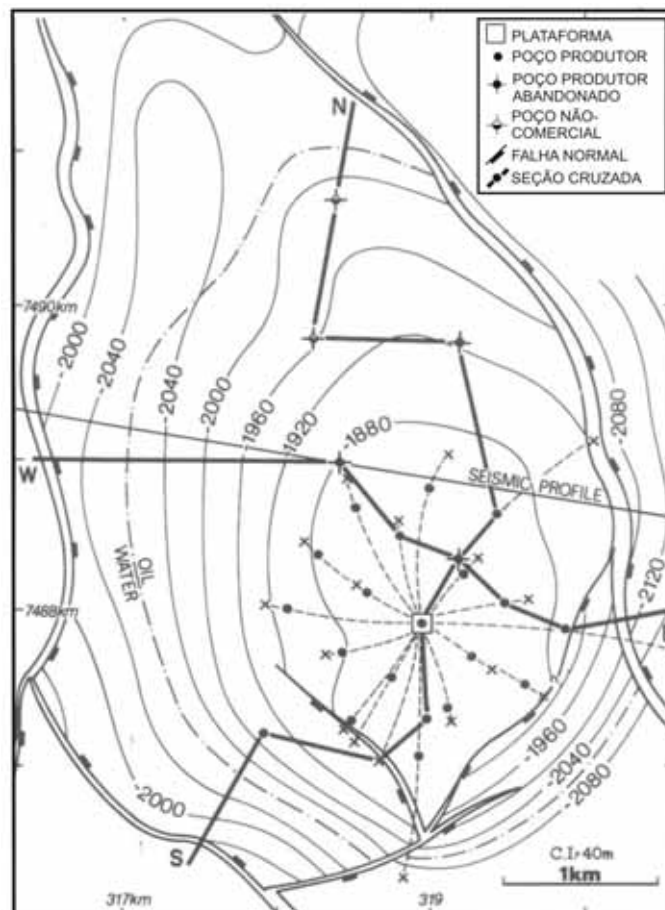 PLATAFORMA
POÇO PRODUTOR
POÇO PRODUTOR
ABANDONADO
POÇO NÃO-
COMERCIAL
FALHA NORMAL
SEÇÃO CRUZADA
N
7490km
-2000
-2040
-2040
-2000
-1960
-1920
-1880
-2080
SEISMIC PROFILE
W
OIL
WATER
-2120
7488km
-1960
-2040
-2080
-2000
S
C.I.40m
1km
317km
319